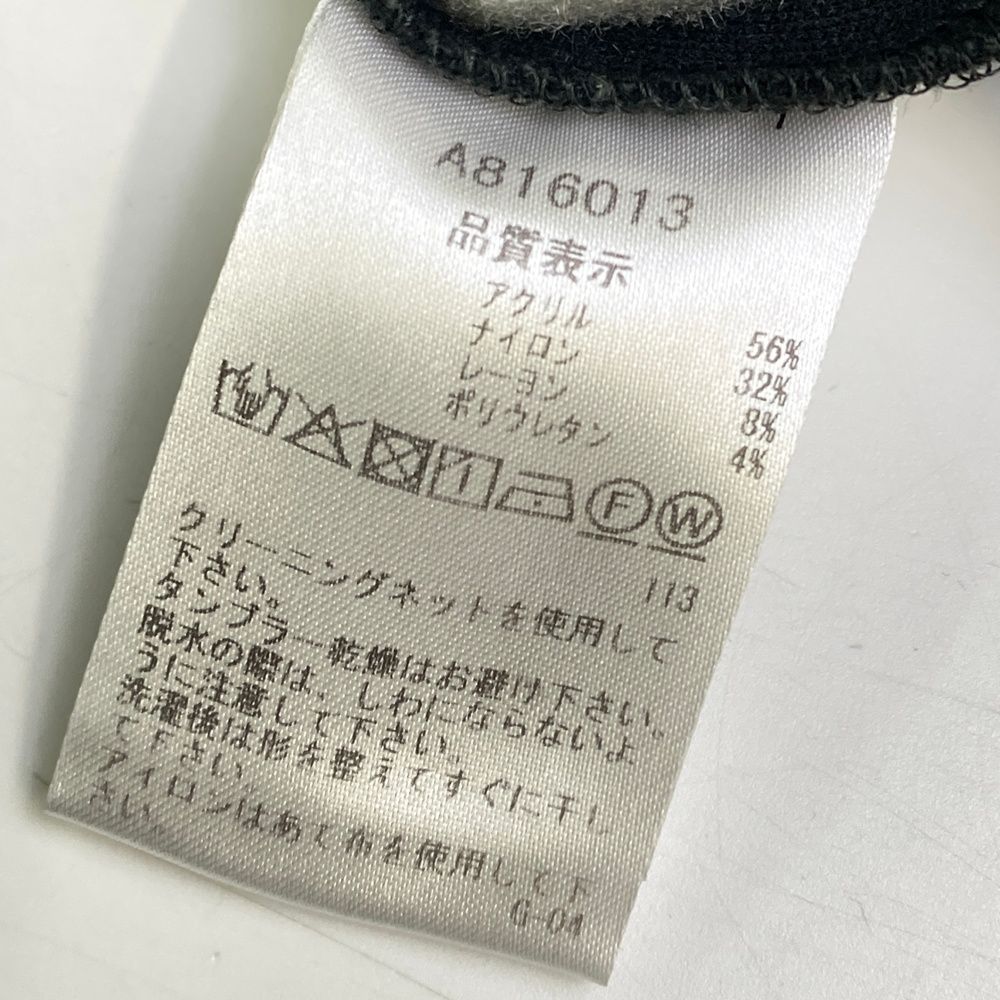 A816013
品質表示
アクリル 56%
ナイロン 32%
レーヨン 8%
ポリウレタン 4%
F W
113
クリーニングネットを使用して
下さい。
タンブラー乾燥はお避け下さい。
脱水の際は、しわにならないよ
うに注意して下さい。
洗濯後は形を整えてすぐに干し
て下さい
アイロンはあて布を使用して下
さい。
G-04